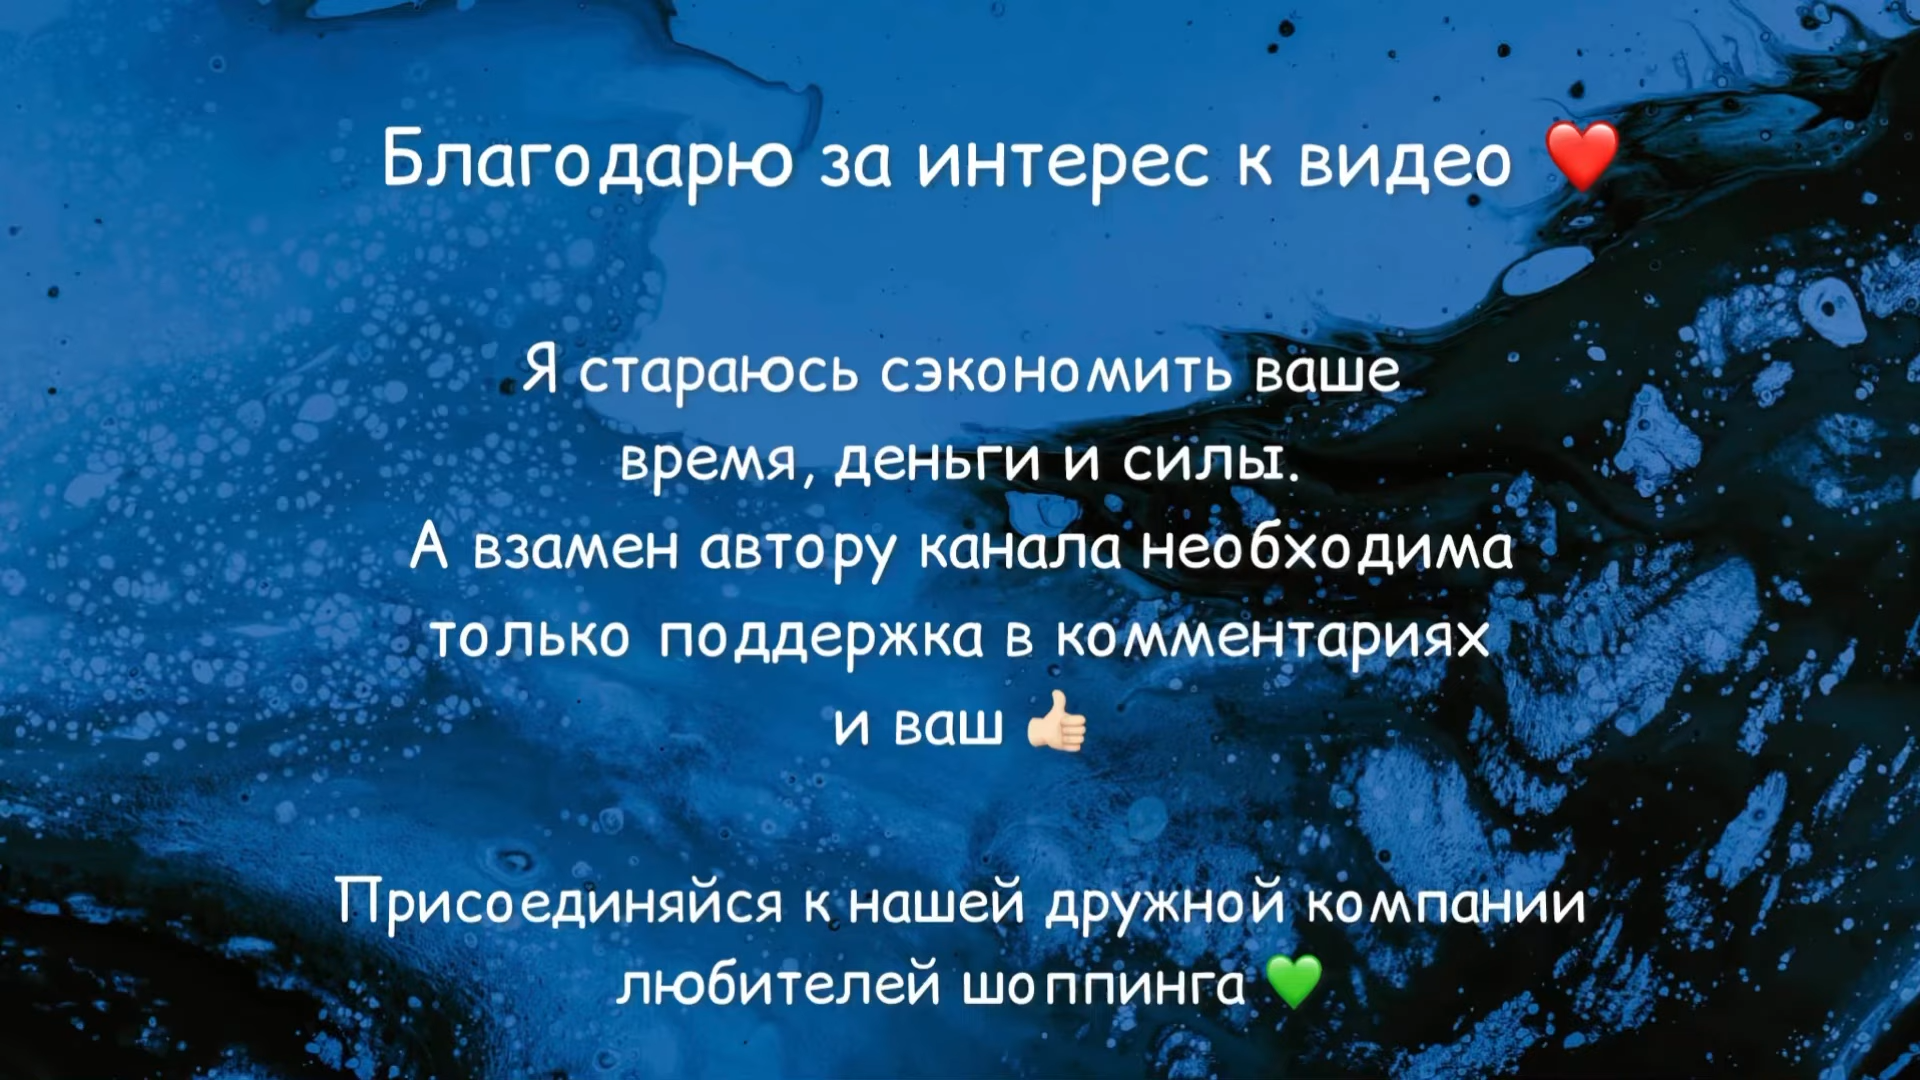 Благодарю за интерес к видео ❤️
Я стараюсь сэкономить ваше
время, деньги и силы.
А взамен автору канала необходима
только поддержка в комментариях
и ваш 👍🏻
Присоединяйся к нашей дружной компании
любителей шоппинга 💚